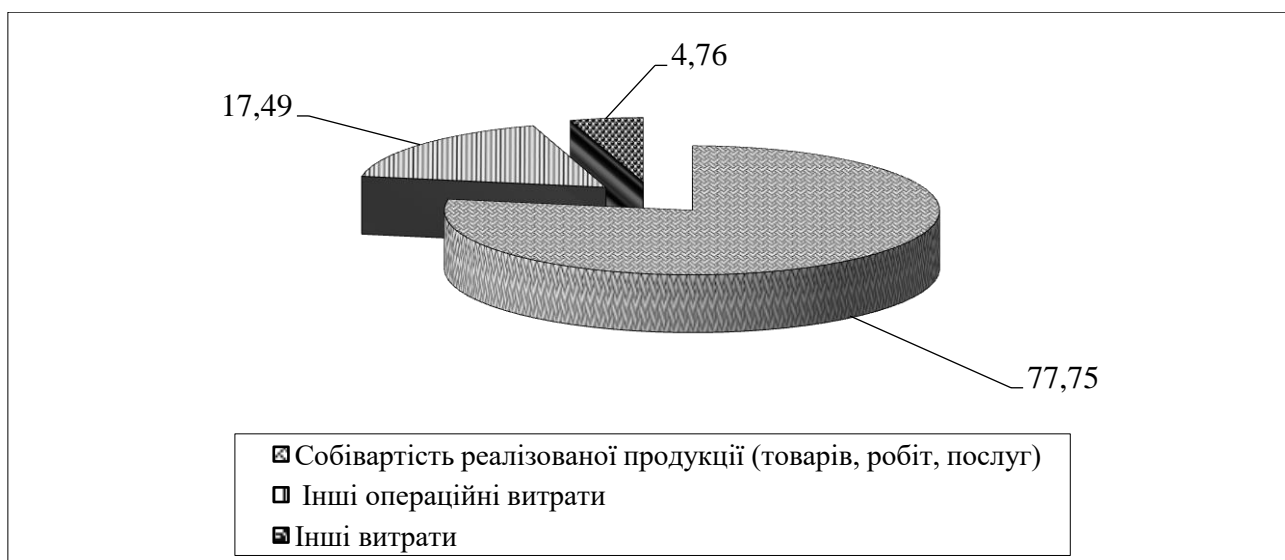 4,76
17,49
77,75
Собівартість реалізованої продукції (товарів, робіт, послуг)
Інші операційні витрати
Інші витрати